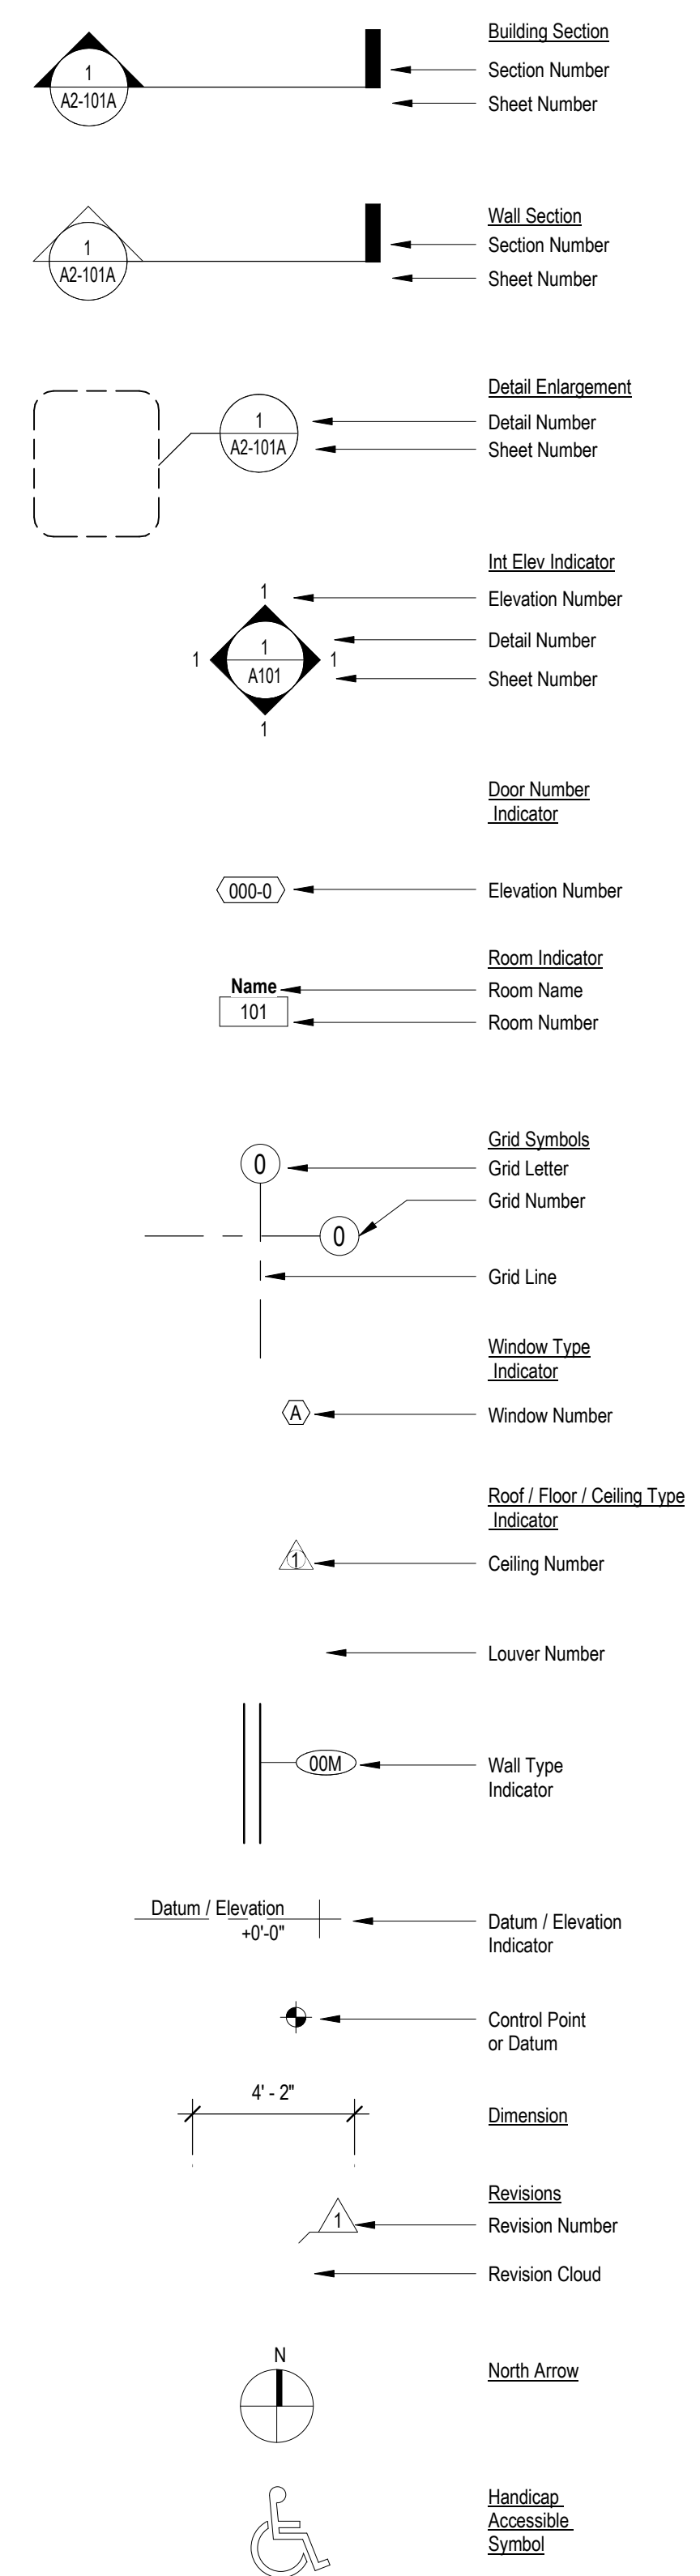 Building Section
1
Section Number
A2-101A
Sheet Number
Wall Section
1
Section Number
A2-101A
Sheet Number
Detail Enlargement
1
Detail Number
A2-101A
Sheet Number
Int Elev Indicator
1
Elevation Number
1
Detail Number
1
1
A101
Sheet Number
1
Door Number
Indicator
000-0
Elevation Number
Room Indicator
Name
Room Name
101
Room Number
Grid Symbols
0
Grid Letter
Grid Number
0
Grid Line
Window Type
Indicator
A
Window Number
Roof / Floor / Ceiling Type
Indicator
1
Ceiling Number
Louver Number
00M
Wall Type
Indicator
Datum / Elevation
+0'-0"
Datum / Elevation
Indicator
Control Point
or Datum
4' - 2"
Dimension
Revisions
1
Revision Number
Revision Cloud
N
North Arrow
Handicap
Accessible
Symbol